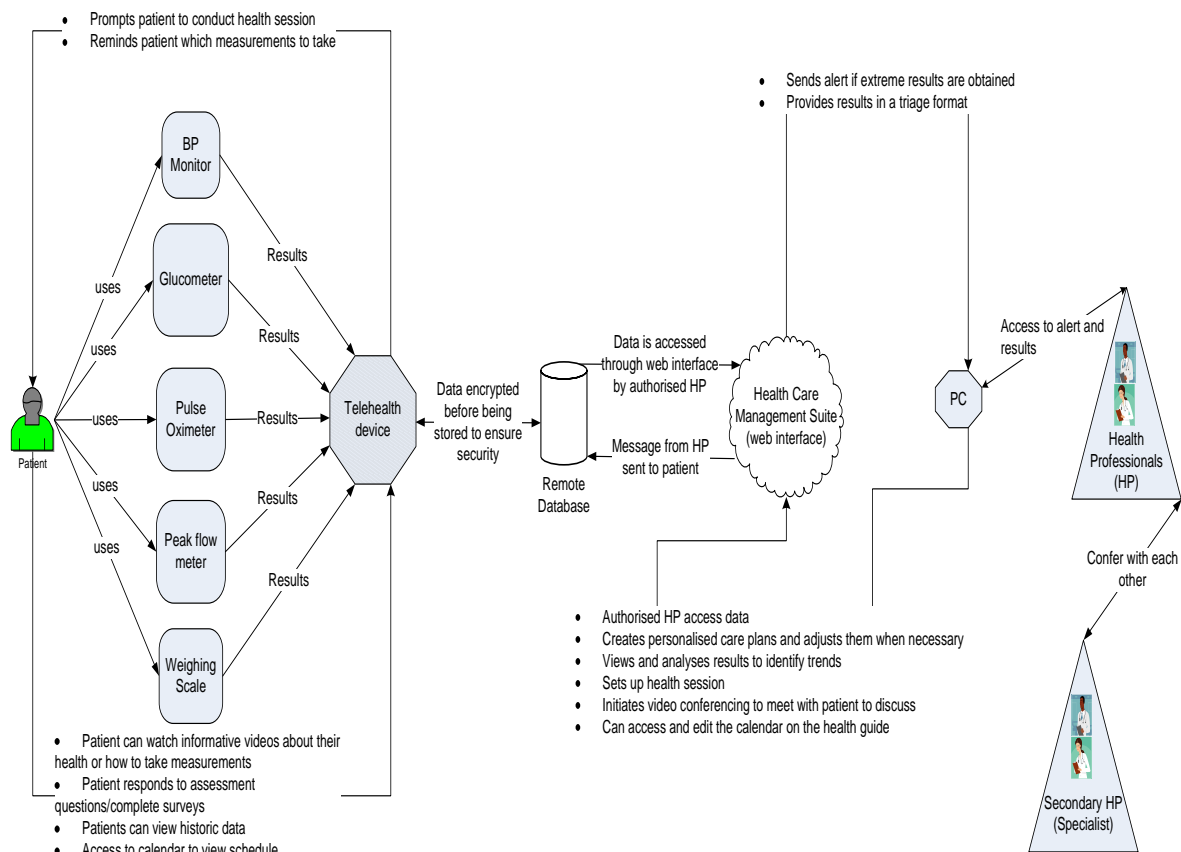 • Prompts patient to conduct health session
• Reminds patient which measurements to take
• Sends alert if extreme results are obtained
• Provides results in a triage format
BP
Monitor
uses
Results
Glucometer
uses
Results
Pulse
Oximeter
uses
Results
Peak flow
meter
uses
Results
Weighing
Scale
uses
Results
Patient
Telehealth
device
Data encrypted
before being
stored to ensure
security
Remote
Database
Data is accessed
through web interface
by authorised HP
Message from HP
sent to patient
Health Care
Management Suite
(web interface)
PC
Access to alert and
results
Health
Professionals
(HP)
Confer with each
other
Secondary HP
(Specialist)
• Authorised HP access data
• Creates personalised care plans and adjusts them when necessary
• Views and analyses results to identify trends
• Sets up health session
• Initiates video conferencing to meet with patient to discuss
• Can access and edit the calendar on the health guide
• Patient can watch informative videos about their
health or how to take measurements
• Patient responds to assessment
questions/complete surveys
• Patients can view historic data
• Access to calendar to view schedule